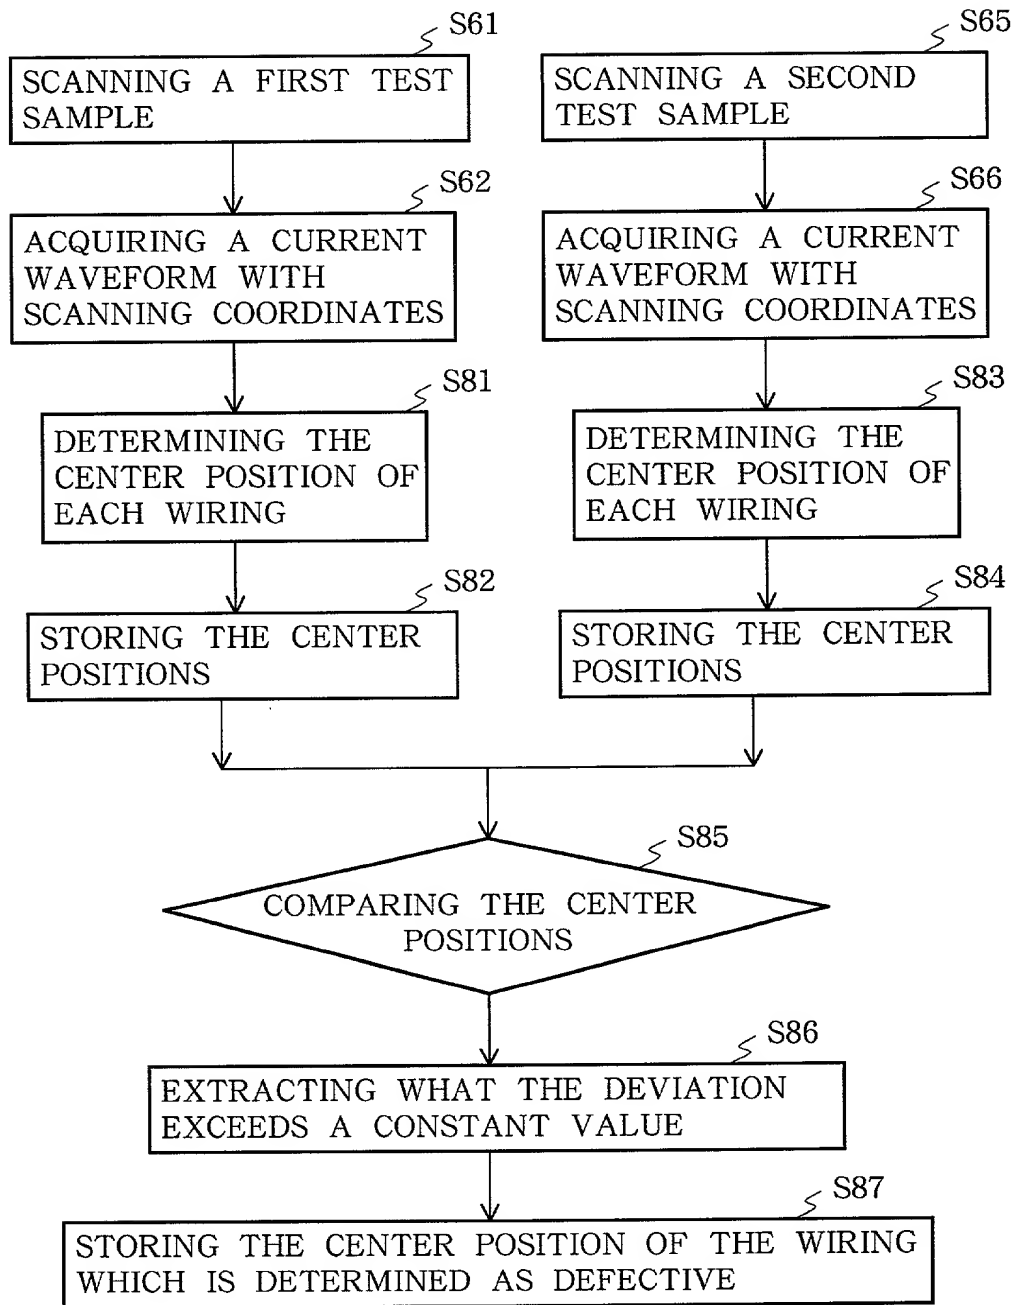 S61
SCANNING A FIRST TEST
SAMPLE
S65
SCANNING A SECOND
TEST SAMPLE
S62
ACQUIRING A CURRENT
WAVEFORM WITH
SCANNING COORDINATES
S66
ACQUIRING A CURRENT
WAVEFORM WITH
SCANNING COORDINATES
S81
DETERMINING THE
CENTER POSITION OF
EACH WIRING
S83
DETERMINING THE
CENTER POSITION OF
EACH WIRING
S82
STORING THE CENTER
POSITIONS
S84
STORING THE CENTER
POSITIONS
S85
COMPARING THE CENTER
POSITIONS
S86
EXTRACTING WHAT THE DEVIATION
EXCEEDS A CONSTANT VALUE
S87
STORING THE CENTER POSITION OF THE WIRING
WHICH IS DETERMINED AS DEFECTIVE